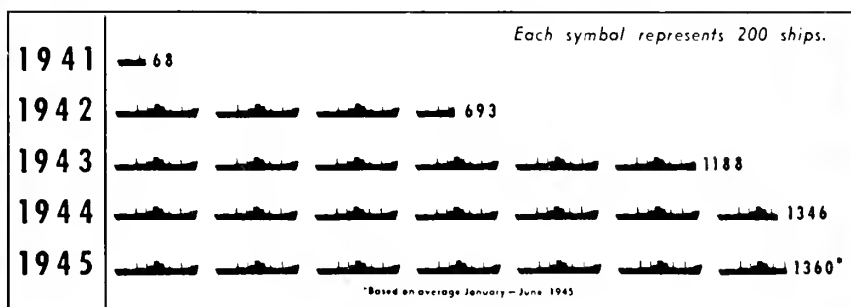 Each symbol represents 200 ships.
1941 68
1942 693
1943 1188
1944 1346
1945 1360*
*Based on average January — June 1945